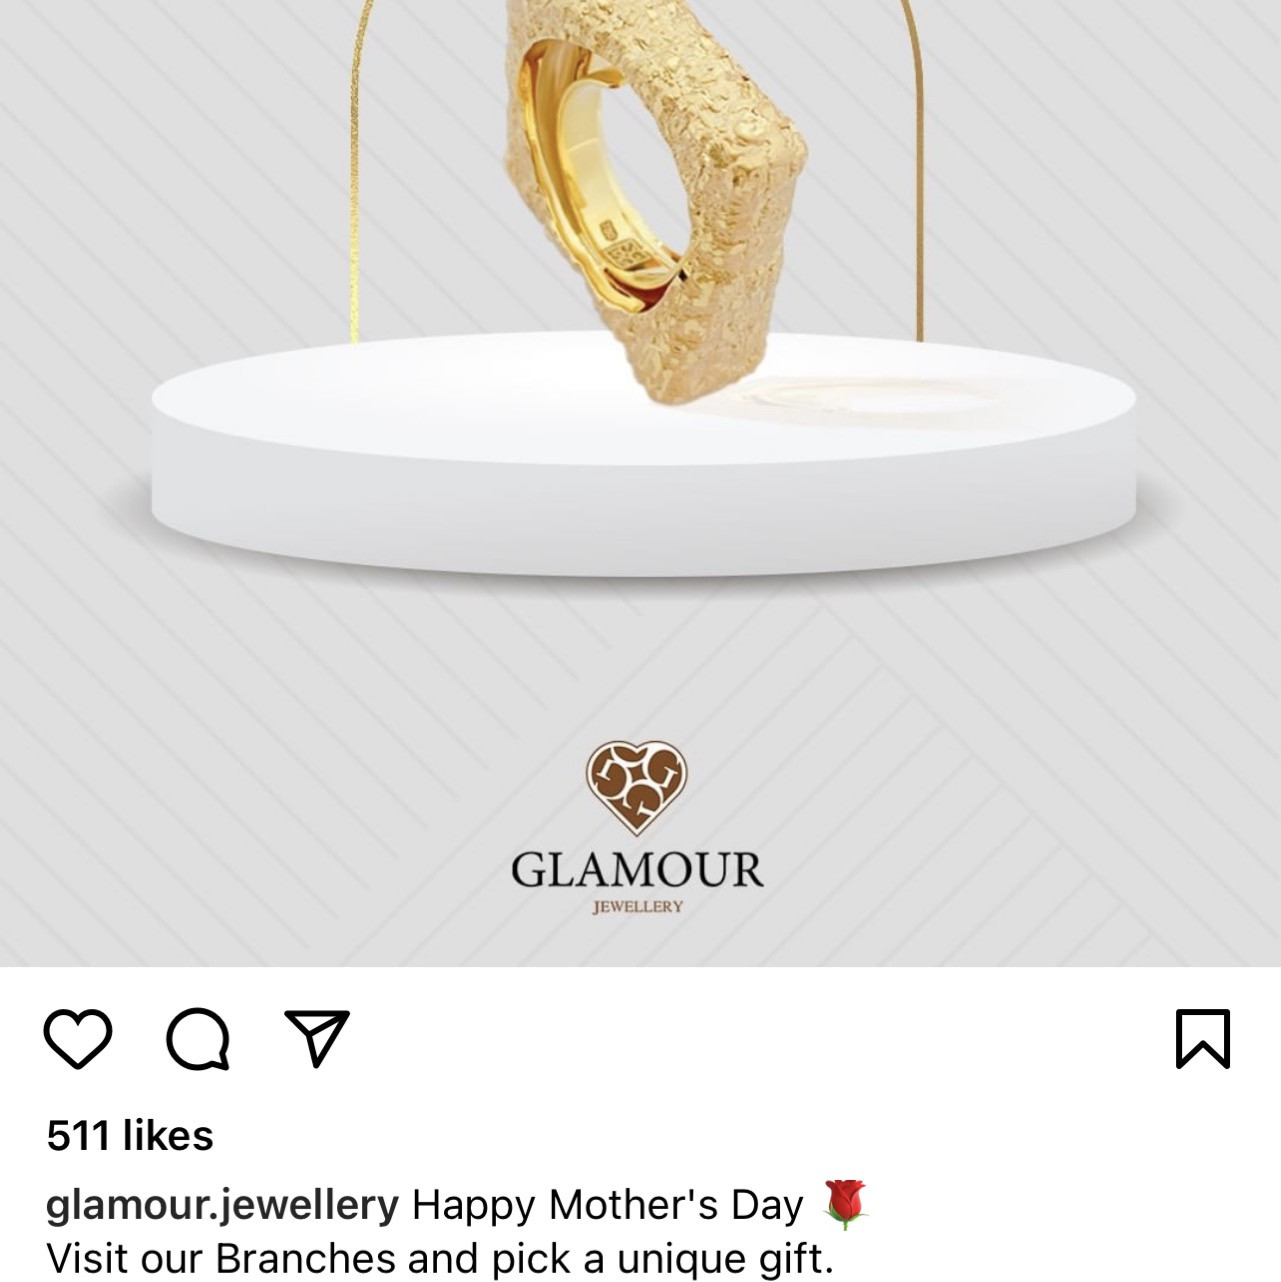 GLAMOUR
JEWELLERY
511 likes
glamour.jewellery Happy Mother's Day 🌹
Visit our Branches and pick a unique gift.